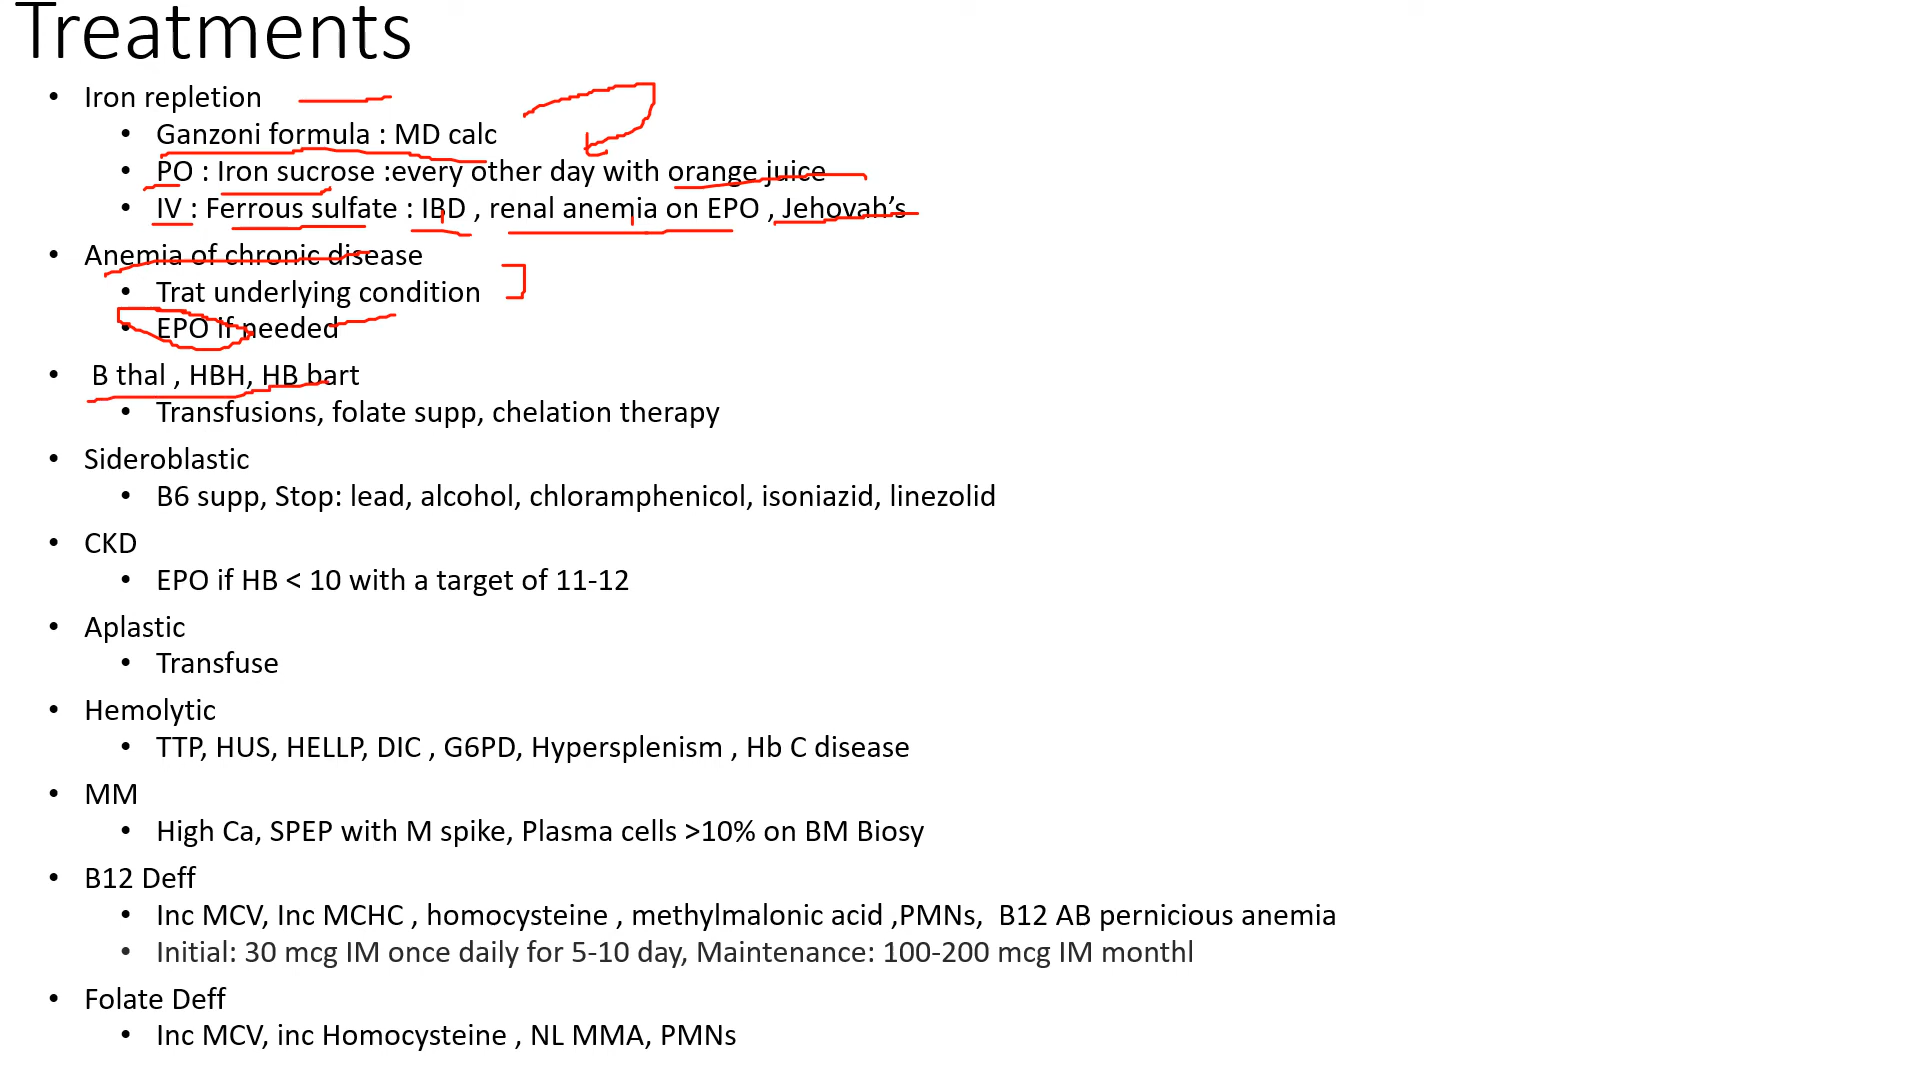 Treatments
• Iron repletion
• Ganzoni formula : MD calc
• PO : Iron sucrose :every other day with orange juice
• IV : Ferrous sulfate : IBD , renal anemia on EPO , Jehovah's
• Anemia of chronic disease
• Trat underlying condition
• EPO if needed
• B thal , HBH, HB bart
• Transfusions, folate supp, chelation therapy
• Sideroblastic
• B6 supp, Stop: lead, alcohol, chloramphenicol, isoniazid, linezolid
• CKD
• EPO if HB < 10 with a target of 11-12
• Aplastic
• Transfuse
• Hemolytic
• TTP, HUS, HELLP, DIC , G6PD, Hypersplenism , Hb C disease
• MM
• High Ca, SPEP with M spike, Plasma cells >10% on BM Biosy
• B12 Deff
• Inc MCV, Inc MCHC , homocysteine , methylmalonic acid ,PMNs, B12 AB pernicious anemia
• Initial: 30 mcg IM once daily for 5-10 day, Maintenance: 100-200 mcg IM monthl
• Folate Deff
• Inc MCV, inc Homocysteine , NL MMA, PMNs